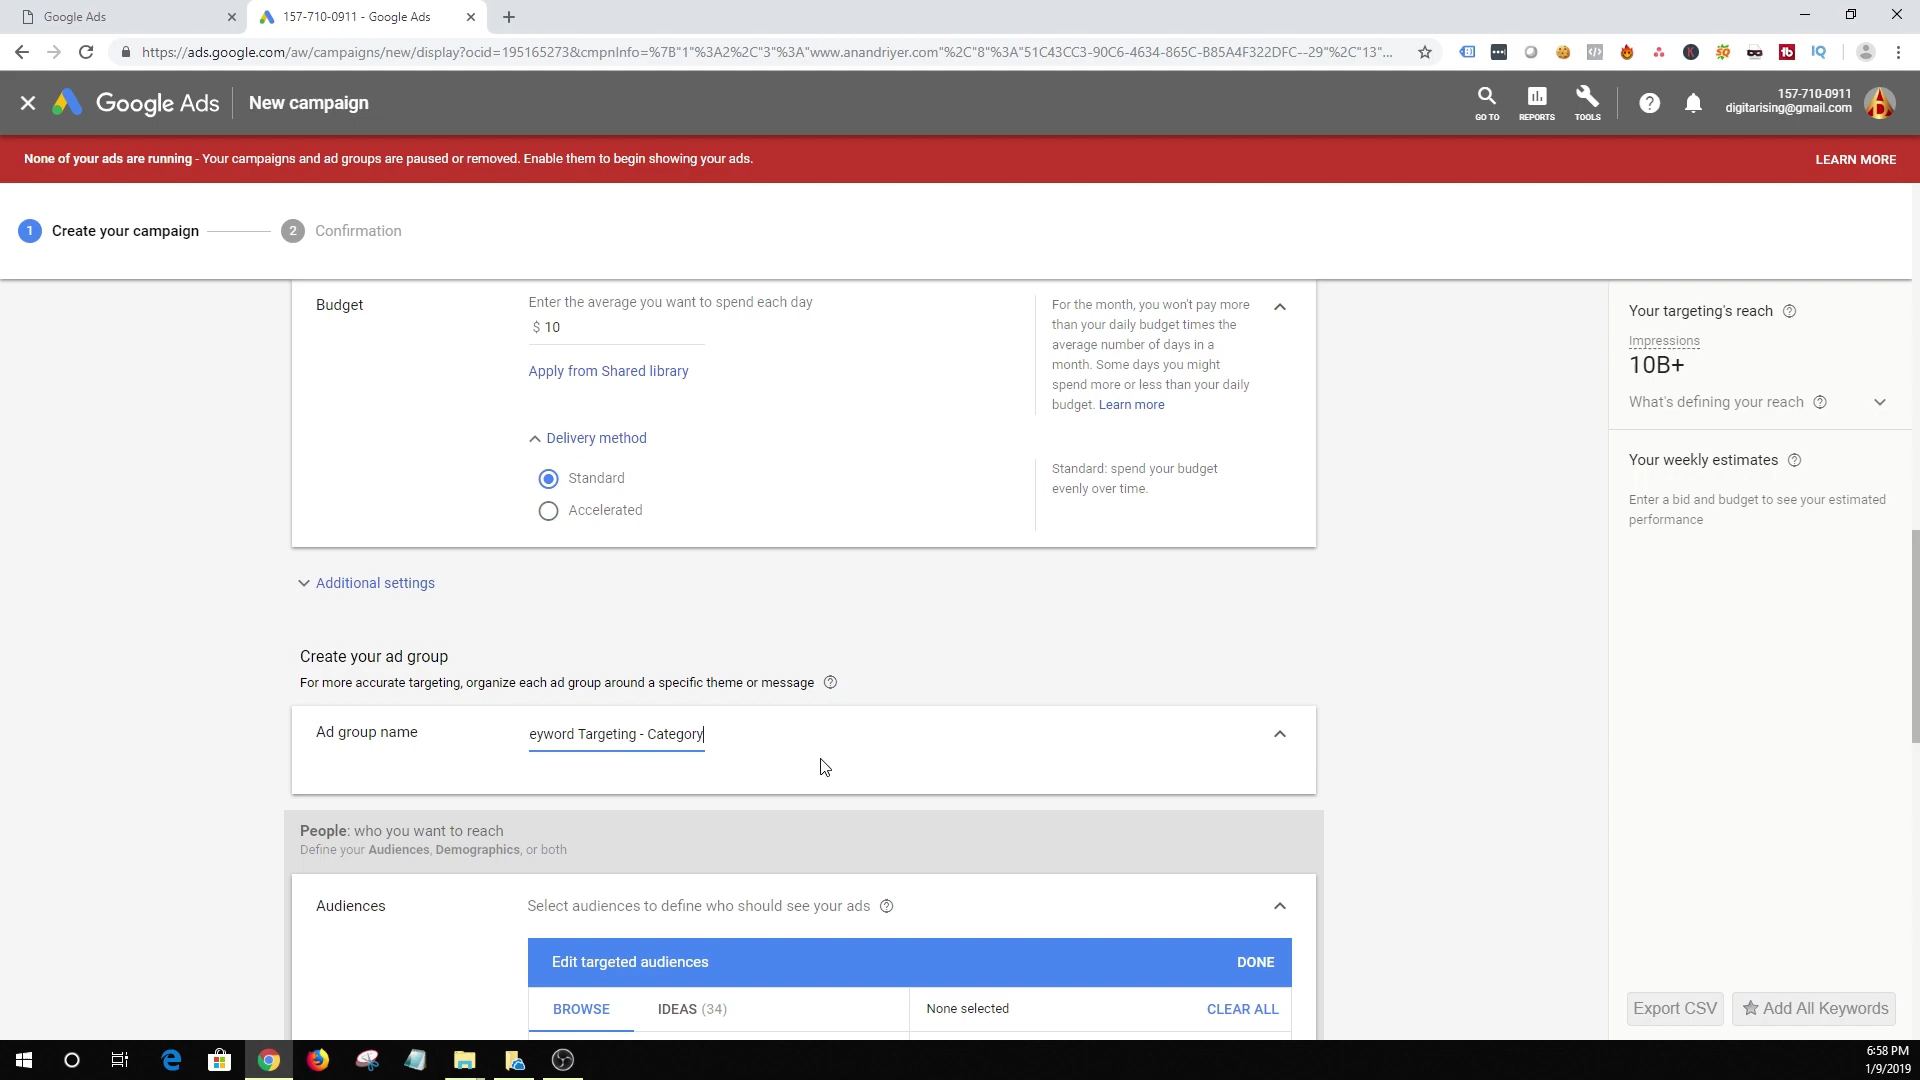 Google Ads
157-710-0911 - Google Ads
https://ads.google.com/aw/campaigns/new/display?ocid=195165273&cmpnInfo=%7B"1"%3A2%2C"3"%3A"www.anandriyer.com"%2C"8"%3A"51C43CC3-90C6-4634-865C-B85A4F322DFC--29"%2C"13"...
Google Ads
New campaign
GO TO
REPORTS
TOOLS
157-710-0911
digitarising@gmail.com
None of your ads are running - Your campaigns and ad groups are paused or removed. Enable them to begin showing your ads.
LEARN MORE
1 Create your campaign
2 Confirmation
Budget
Enter the average you want to spend each day
$ 10
Apply from Shared library
For the month, you won't pay more
than your daily budget times the
average number of days in a
month. Some days you might
spend more or less than your daily
budget. Learn more
Delivery method
Standard
Accelerated
Standard: spend your budget
evenly over time.
Additional settings
Create your ad group
For more accurate targeting, organize each ad group around a specific theme or message
Ad group name
eyword Targeting - Category
People: who you want to reach
Define your Audiences, Demographics, or both
Audiences
Select audiences to define who should see your ads
Edit targeted audiences
DONE
BROWSE
IDEAS (34)
None selected
CLEAR ALL
Your targeting's reach
Impressions
10B+
What's defining your reach
Your weekly estimates
Enter a bid and budget to see your estimated
performance
Export CSV
Add All Keywords
6:58 PM
1/9/2019